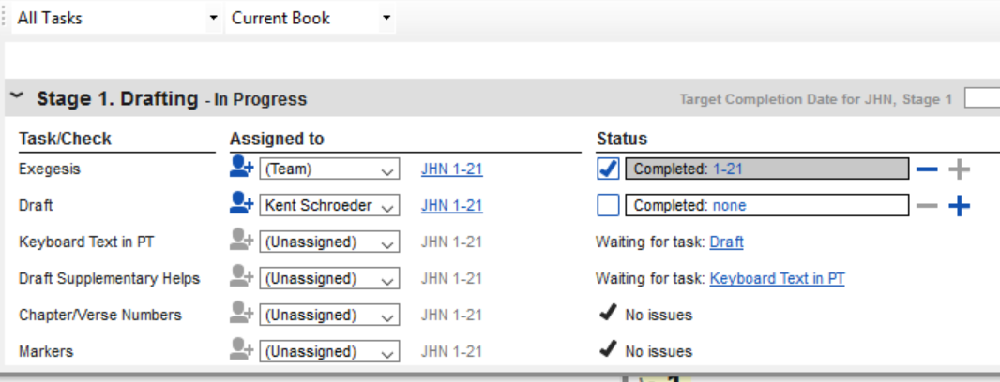 All Tasks Current Book
Stage 1. Drafting - In Progress Target Completion Date for JHN, Stage 1
Task/Check Assigned to Status
Exegesis (Team) JHN 1-21 Completed: 1-21
Draft Kent Schroeder JHN 1-21 Completed: none
Keyboard Text in PT (Unassigned) JHN 1-21 Waiting for task: Draft
Draft Supplementary Helps (Unassigned) JHN 1-21 Waiting for task: Keyboard Text in PT
Chapter/Verse Numbers (Unassigned) JHN 1-21 No issues
Markers (Unassigned) JHN 1-21 No issues